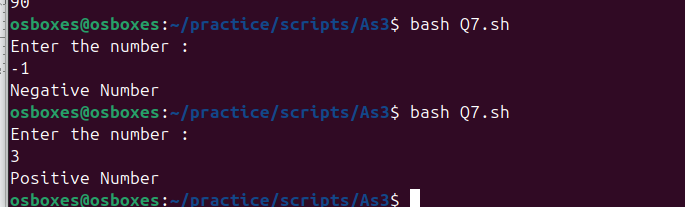 90
osboxes@osboxes:~/practice/scripts/As3$ bash Q7.sh
Enter the number :
-1
Negative Number
osboxes@osboxes:~/practice/scripts/As3$ bash Q7.sh
Enter the number :
3
Positive Number
osboxes@osboxes:~/practice/scripts/As3$